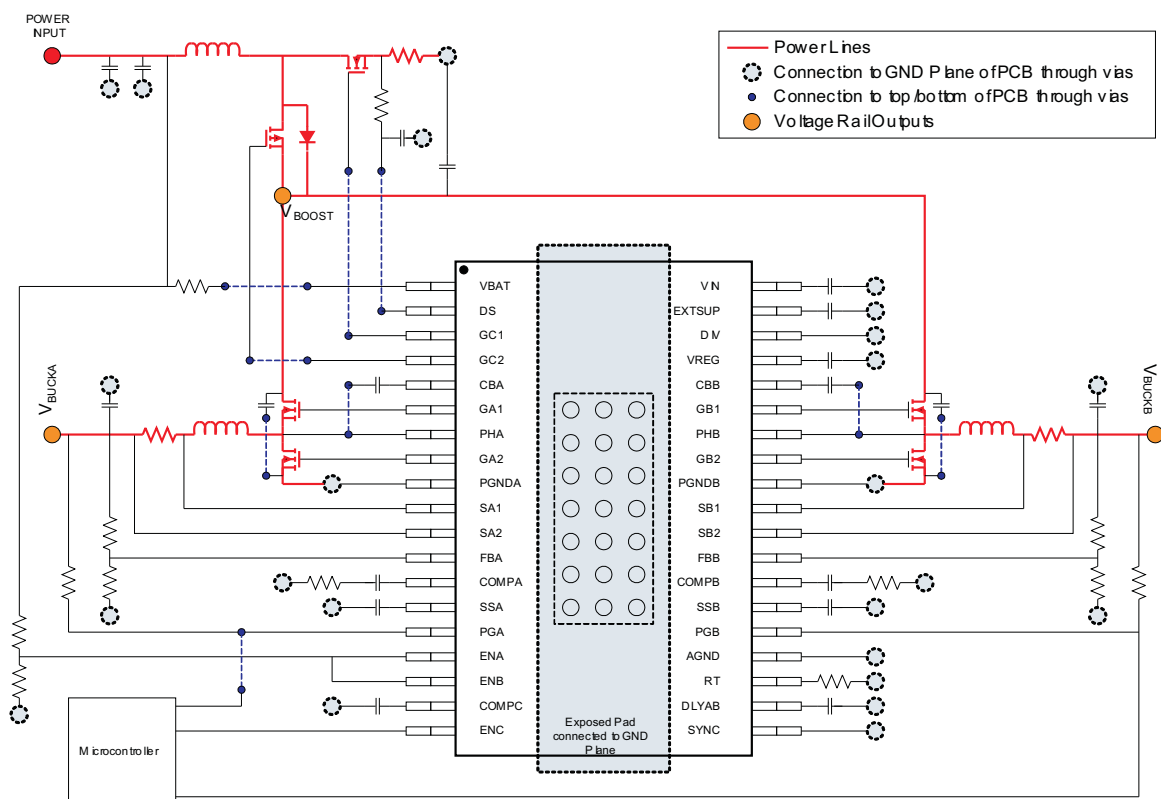 POWER
INPUT
Power Lines
Connection to GND Plane of PCB through vias
Connection to top/bottom of PCB through vias
Voltage Rail Outputs
VBOOST
VBUCKA
VBUCKB
VBAT
DS
GC1
GC2
CBA
GA1
PHA
GA2
PGNDA
SA1
SA2
FBA
COMPA
SSA
PGA
ENA
ENB
COMPC
ENC
VIN
EXTSUP
DIV
VREG
CBB
GB1
PHB
GB2
PGNDB
SB1
SB2
FBB
COMPB
SSB
PGB
AGND
RT
DLYAB
SYNC
Exposed Pad
connected to GND
Plane
Microcontroller